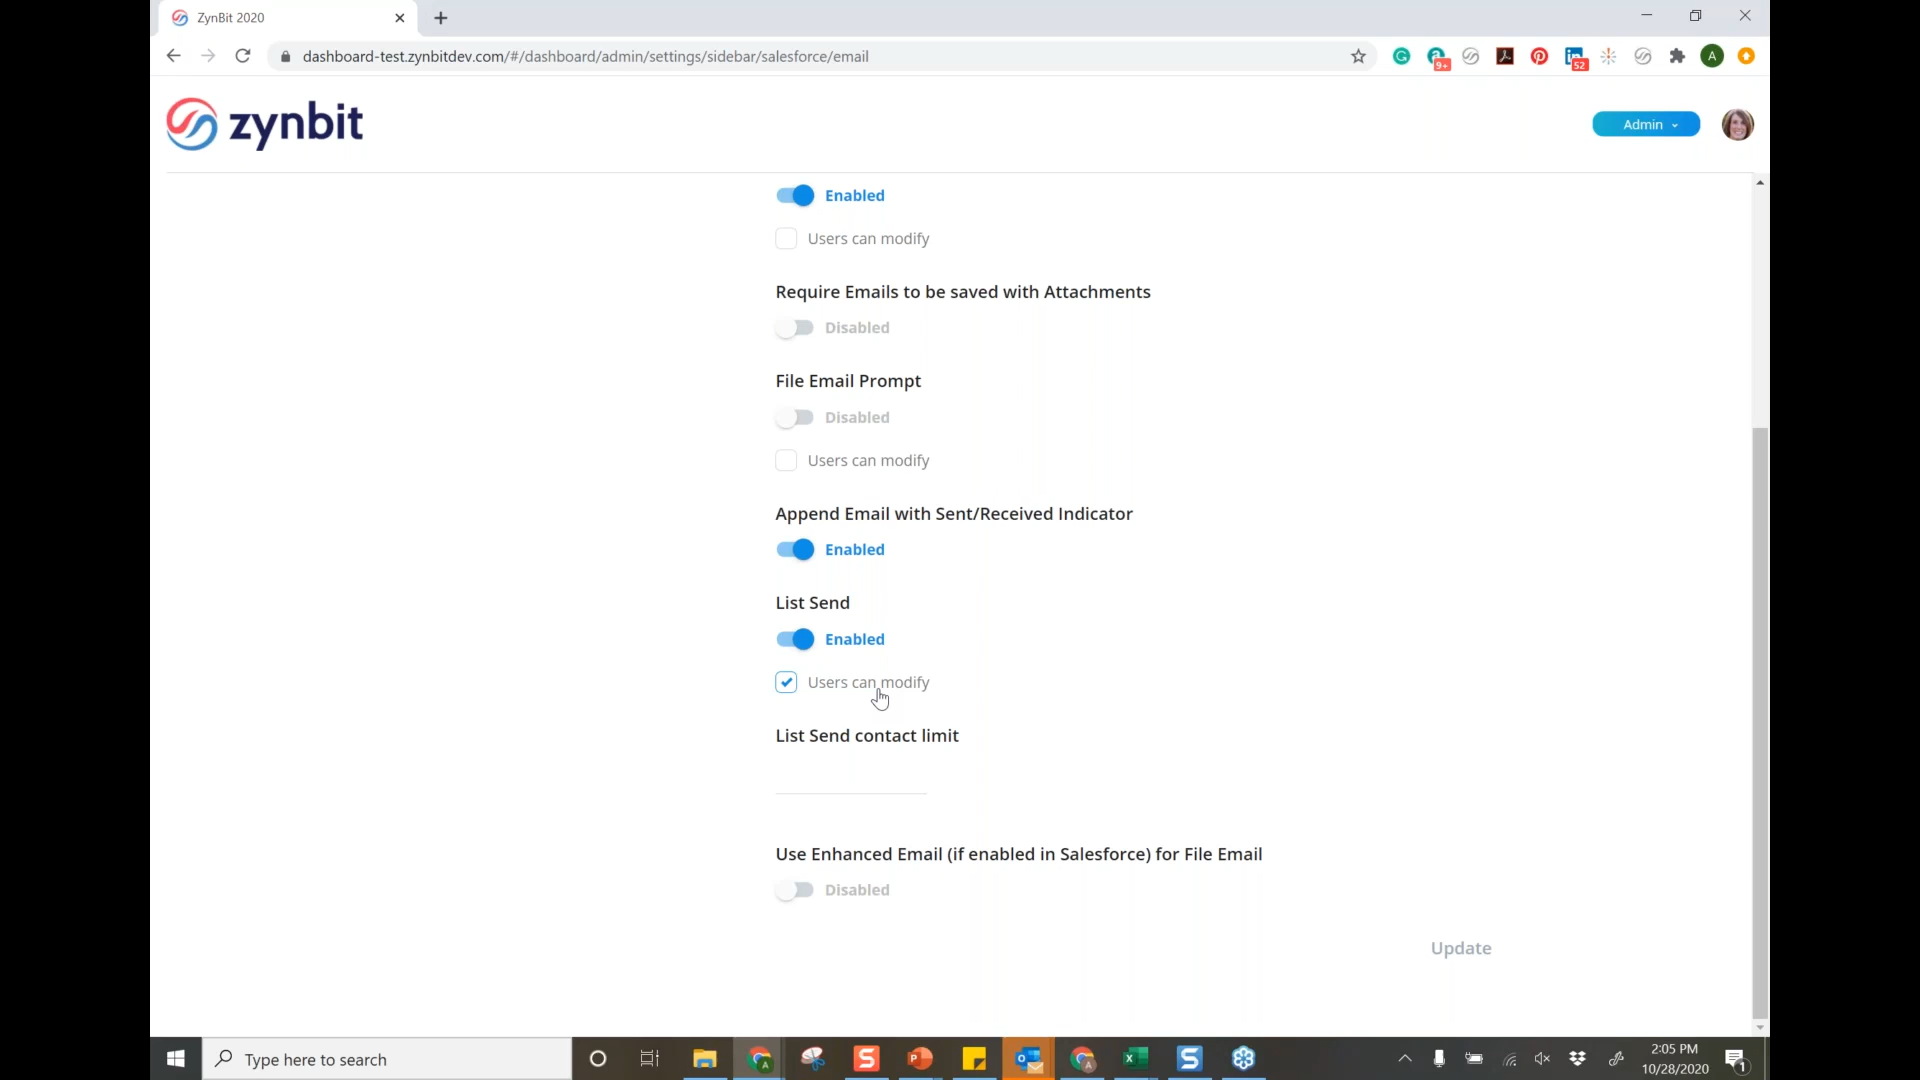 ZynBit 2020
dashboard-test.zynbitdev.com/#/dashboard/admin/settings/sidebar/salesforce/email
9+
52
A
zynbit
Admin
Enabled
Users can modify
Require Emails to be saved with Attachments
Disabled
File Email Prompt
Disabled
Users can modify
Append Email with Sent/Received Indicator
Enabled
List Send
Enabled
Users can modify
List Send contact limit
Use Enhanced Email (if enabled in Salesforce) for File Email
Disabled
Update
Type here to search
2:05 PM
10/28/2020
1